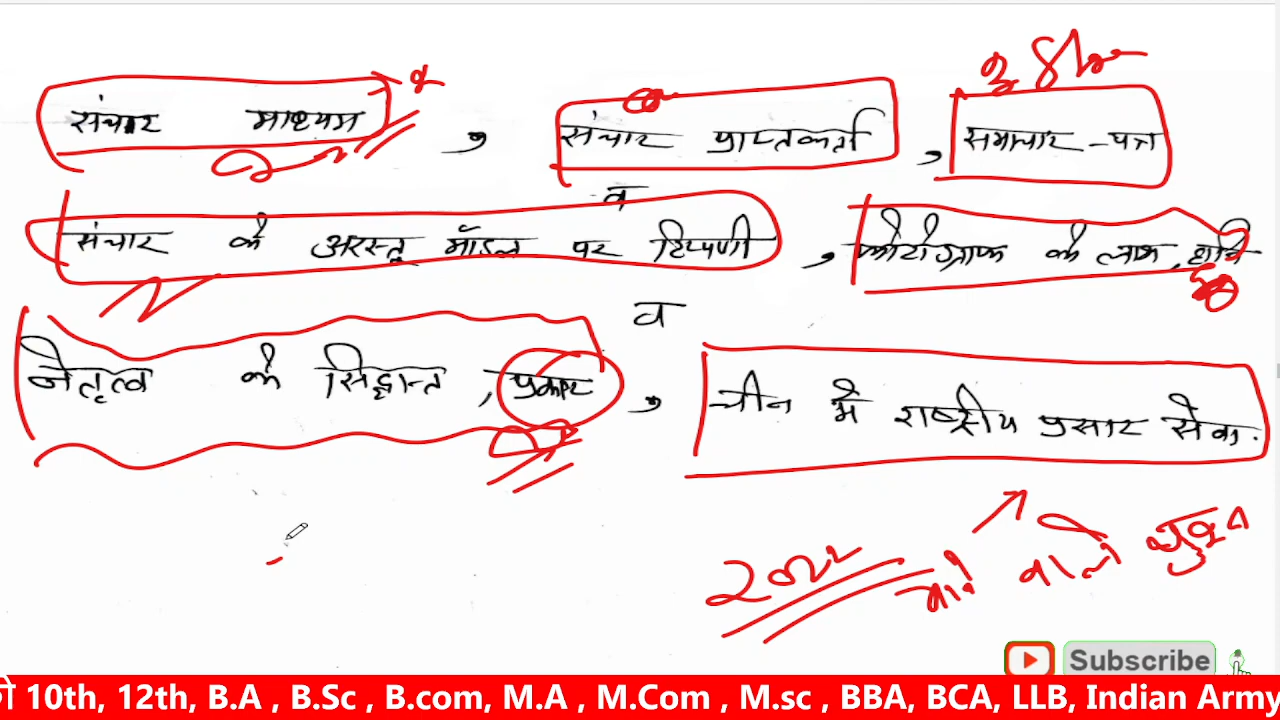 संचार माध्यम , संचार प्राप्तकर्ता , समाचार-पत्र
व
संचार के अरस्तू मॉडल पर टिप्पणी , फोटोग्राफ के लाभ , हानि
व
नेतृत्व के सिद्धान्त , प्रकार , चीन में राष्ट्रीय प्रसार सेवा
2022 वाले
Subscribe
को 10th, 12th, B.A , B.Sc , B.com, M.A , M.Com , M.sc , BBA, BCA, LLB, Indian Army